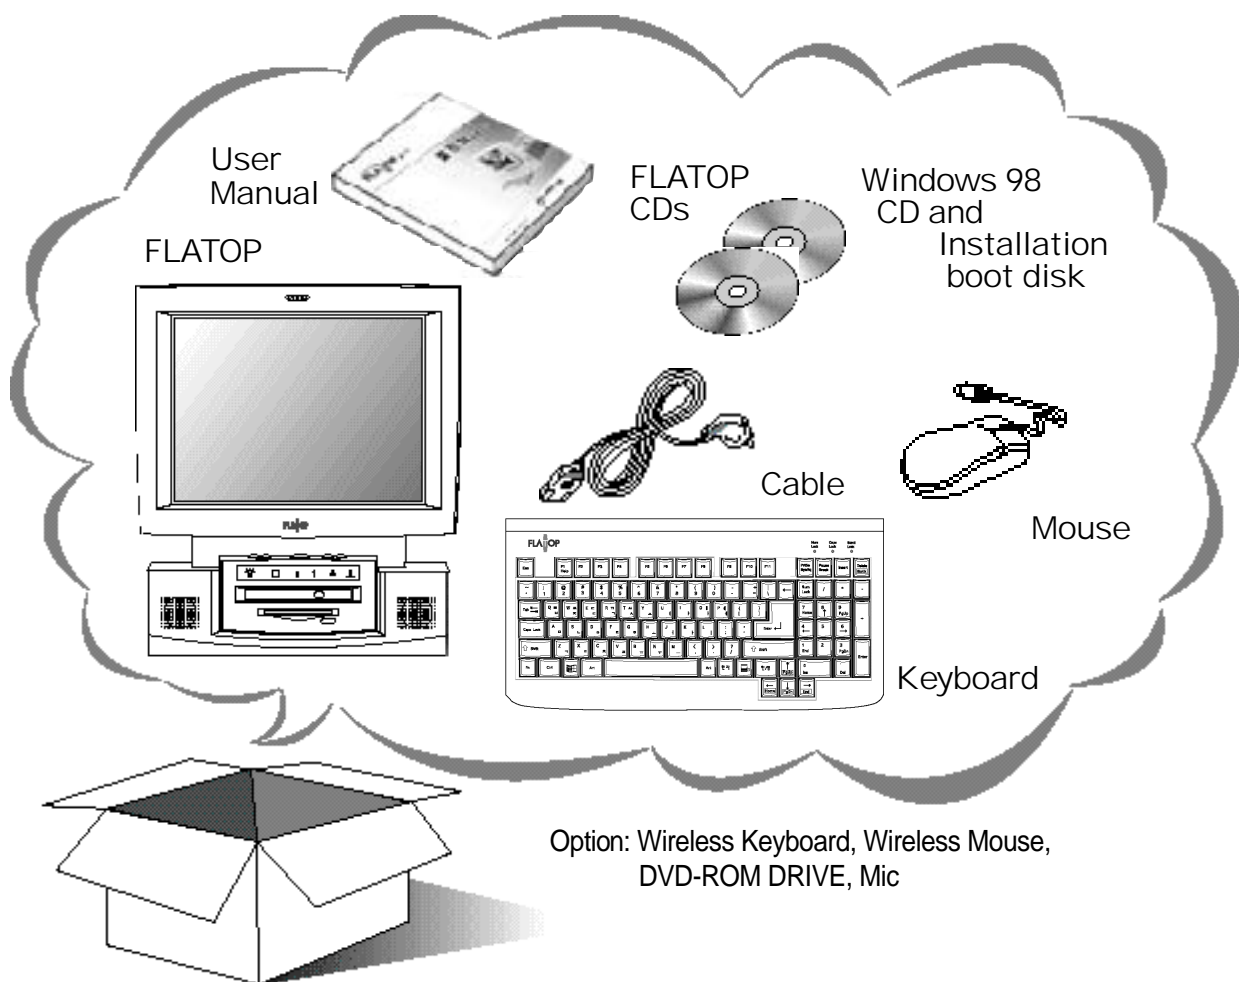 User
Manual
FLATOP
CDs
Windows 98
CD and
Installation
boot disk
FLATOP
Cable
Mouse
FLATOP
Keyboard
Option: Wireless Keyboard, Wireless Mouse,
DVD-ROM DRIVE, Mic